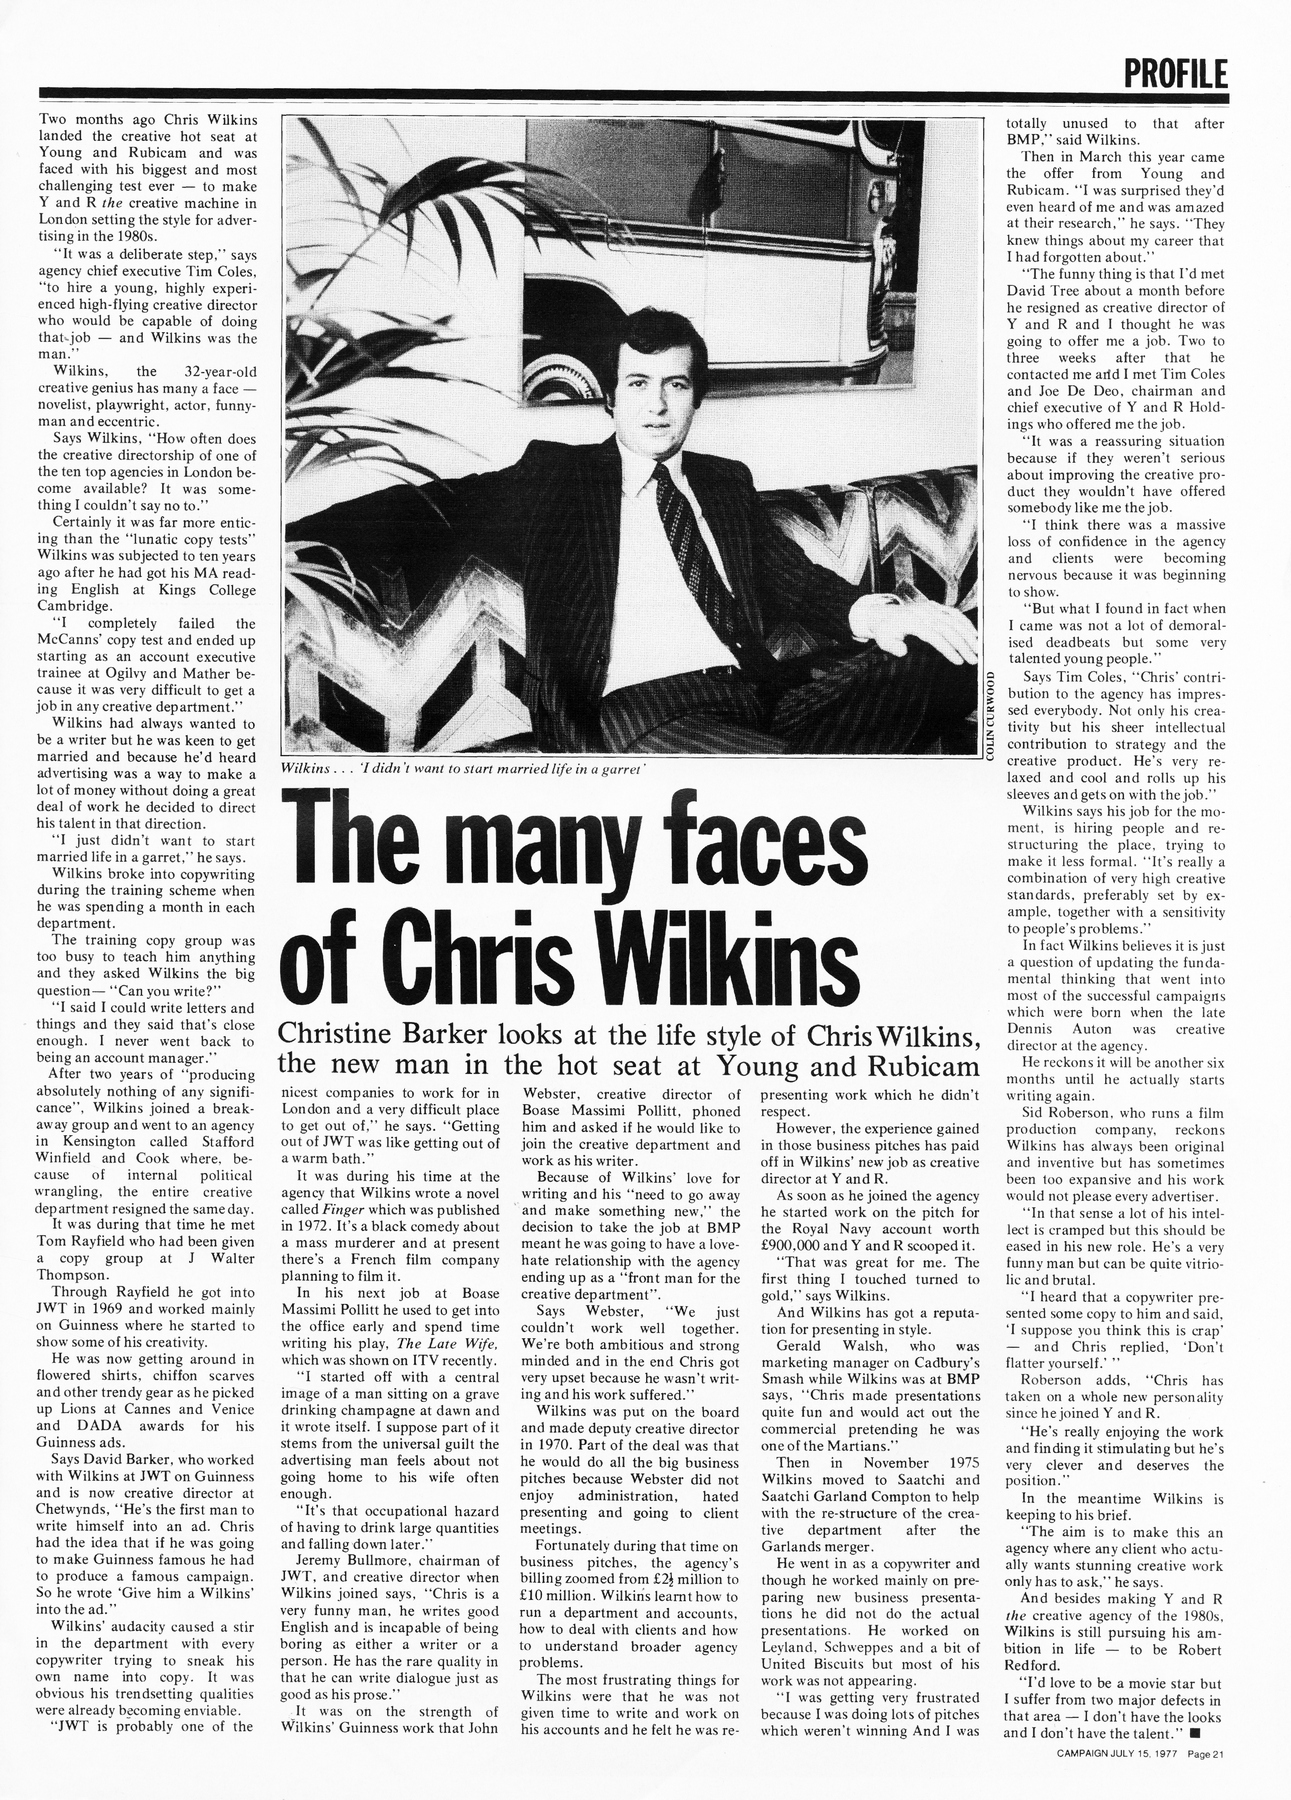 PROFILE
Two months ago Chris Wilkins
landed the creative hot seat at
Young and Rubicam and was
faced with his biggest and most
challenging test ever — to make
Y and R the creative machine in
London setting the style for adver-
tising in the 1980s.
“It was a deliberate step,” says
agency chief executive Tim Coles,
“to hire a young, highly experi-
enced high-flying creative director
who would be capable of doing
that job — and Wilkins was the
man.”
Wilkins, the 32-year-old
creative genius has many a face —
novelist, playwright, actor, funny-
man and eccentric.
Says Wilkins, “How often does
the creative directorship of one of
the ten top agencies in London be-
come available? It was some-
thing I couldn't say no to.”
Certainly it was far more entic-
ing than the “lunatic copy tests”
Wilkins was subjected to ten years
ago after he had got his MA read-
ing English at Kings College
Cambridge.
“I completely failed the
McCanns' copy test and ended up
starting as an account executive
trainee at Ogilvy and Mather be-
cause it was very difficult to get a
job in any creative department.”
Wilkins had always wanted to
be a writer but he was keen to get
married and because he'd heard
advertising was a way to make a
lot of money without doing a great
deal of work he decided to direct
his talent in that direction.
“I just didn't want to start
married life in a garret,” he says.
Wilkins broke into copywriting
during the training scheme when
he was spending a month in each
department.
The training copy group was
too busy to teach him anything
and they asked Wilkins the big
question— “Can you write?”
“I said I could write letters and
things and they said that's close
enough. I never went back to
being an account manager.”
After two years of “producing
absolutely nothing of any signifi-
cance”, Wilkins joined a break-
away group and went to an agency
in Kensington called Stafford
Winfield and Cook where, be-
cause of internal political
wrangling, the entire creative
department resigned the same day.
It was during that time he met
Tom Rayfield who had been given
a copy group at J Walter
Thompson.
Through Rayfield he got into
JWT in 1969 and worked mainly
on Guinness where he started to
show some of his creativity.
He was now getting around in
flowered shirts, chiffon scarves
and other trendy gear as he picked
up Lions at Cannes and Venice
and DADA awards for his
Guinness ads.
Says David Barker, who worked
with Wilkins at JWT on Guinness
and is now creative director at
Chetwynds, “He's the first man to
write himself into an ad. Chris
had the idea that if he was going
to make Guinness famous he had
to produce a famous campaign.
So he wrote ‘Give him a Wilkins’
into the ad.”
Wilkins' audacity caused a stir
in the department with every
copywriter trying to sneak his
own name into copy. It was
obvious his trendsetting qualities
were already becoming enviable.
“JWT is probably one of the
COLIN CURWOOD
Wilkins . . . ‘I didn't want to start married life in a garret’
The many faces
of Chris Wilkins
Christine Barker looks at the life style of Chris Wilkins,
the new man in the hot seat at Young and Rubicam
nicest companies to work for in
London and a very difficult place
to get out of,” he says. “Getting
out of JWT was like getting out of
a warm bath.”
It was during his time at the
agency that Wilkins wrote a novel
called Finger which was published
in 1972. It's a black comedy about
a mass murderer and at present
there's a French film company
planning to film it.
In his next job at Boase
Massimi Pollitt he used to get into
the office early and spend time
writing his play, The Late Wife,
which was shown on ITV recently.
“I started off with a central
image of a man sitting on a grave
drinking champagne at dawn and
it wrote itself. I suppose part of it
stems from the universal guilt the
advertising man feels about not
going home to his wife often
enough.
“It's that occupational hazard
of having to drink large quantities
and falling down later.”
Jeremy Bullmore, chairman of
JWT, and creative director when
Wilkins joined says, “Chris is a
very funny man, he writes good
English and is incapable of being
boring as either a writer or a
person. He has the rare quality in
that he can write dialogue just as
good as his prose.”
It was on the strength of
Wilkins' Guinness work that John
Webster, creative director of
Boase Massimi Pollitt, phoned
him and asked if he would like to
join the creative department and
work as his writer.
Because of Wilkins' love for
writing and his “need to go away
and make something new,” the
decision to take the job at BMP
meant he was going to have a love-
hate relationship with the agency
ending up as a “front man for the
creative department”.
Says Webster, “We just
couldn't work well together.
We're both ambitious and strong
minded and in the end Chris got
very upset because he wasn't writ-
ing and his work suffered.”
Wilkins was put on the board
and made deputy creative director
in 1970. Part of the deal was that
he would do all the big business
pitches because Webster did not
enjoy administration, hated
presenting and going to client
meetings.
Fortunately during that time on
business pitches, the agency's
billing zoomed from £2½ million to
£10 million. Wilkins learnt how to
run a department and accounts,
how to deal with clients and how
to understand broader agency
problems.
The most frustrating things for
Wilkins were that he was not
given time to write and work on
his accounts and he felt he was re-
presenting work which he didn't
respect.
However, the experience gained
in those business pitches has paid
off in Wilkins' new job as creative
director at Y and R.
As soon as he joined the agency
he started work on the pitch for
the Royal Navy account worth
£900,000 and Y and R scooped it.
“That was great for me. The
first thing I touched turned to
gold,” says Wilkins.
And Wilkins has got a reputa-
tion for presenting in style.
Gerald Walsh, who was
marketing manager on Cadbury's
Smash while Wilkins was at BMP
says, “Chris made presentations
quite fun and would act out the
commercial pretending he was
one of the Martians.”
Then in November 1975
Wilkins moved to Saatchi and
Saatchi Garland Compton to help
with the re-structure of the crea-
tive department after the
Garlands merger.
He went in as a copywriter and
though he worked mainly on pre-
paring new business presenta-
tions he did not do the actual
presentations. He worked on
Leyland, Schweppes and a bit of
United Biscuits but most of his
work was not appearing.
“I was getting very frustrated
because I was doing lots of pitches
which weren't winning And I was
totally unused to that after
BMP,” said Wilkins.
Then in March this year came
the offer from Young and
Rubicam. “I was surprised they'd
even heard of me and was amazed
at their research,” he says. “They
knew things about my career that
I had forgotten about.”
“The funny thing is that I'd met
David Tree about a month before
he resigned as creative director of
Y and R and I thought he was
going to offer me a job. Two to
three weeks after that he
contacted me and I met Tim Coles
and Joe De Deo, chairman and
chief executive of Y and R Hold-
ings who offered me the job.
“It was a reassuring situation
because if they weren't serious
about improving the creative pro-
duct they wouldn't have offered
somebody like me the job.
“I think there was a massive
loss of confidence in the agency
and clients were becoming
nervous because it was beginning
to show.
“But what I found in fact when
I came was not a lot of demoral-
ised deadbeats but some very
talented young people.”
Says Tim Coles, “Chris' contri-
bution to the agency has impres-
sed everybody. Not only his crea-
tivity but his sheer intellectual
contribution to strategy and the
creative product. He's very re-
laxed and cool and rolls up his
sleeves and gets on with the job.”
Wilkins says his job for the mo-
ment, is hiring people and re-
structuring the place, trying to
make it less formal. “It's really a
combination of very high creative
standards, preferably set by ex-
ample, together with a sensitivity
to people's problems.”
In fact Wilkins believes it is just
a question of updating the funda-
mental thinking that went into
most of the successful campaigns
which were born when the late
Dennis Auton was creative
director at the agency.
He reckons it will be another six
months until he actually starts
writing again.
Sid Roberson, who runs a film
production company, reckons
Wilkins has always been original
and inventive but has sometimes
been too expansive and his work
would not please every advertiser.
“In that sense a lot of his intel-
lect is cramped but this should be
eased in his new role. He's a very
funny man but can be quite vitrio-
lic and brutal.
“I heard that a copywriter pre-
sented some copy to him and said,
‘I suppose you think this is crap’
— and Chris replied, ‘Don't
flatter yourself.’ ”
Roberson adds, “Chris has
taken on a whole new personality
since he joined Y and R.
“He's really enjoying the work
and finding it stimulating but he's
very clever and deserves the
position.”
In the meantime Wilkins is
keeping to his brief.
“The aim is to make this an
agency where any client who actu-
ally wants stunning creative work
only has to ask,” he says.
And besides making Y and R
the creative agency of the 1980s,
Wilkins is still pursuing his am-
bition in life — to be Robert
Redford.
“I'd love to be a movie star but
I suffer from two major defects in
that area — I don't have the looks
and I don't have the talent.” ■
CAMPAIGN JULY 15, 1977 Page 21